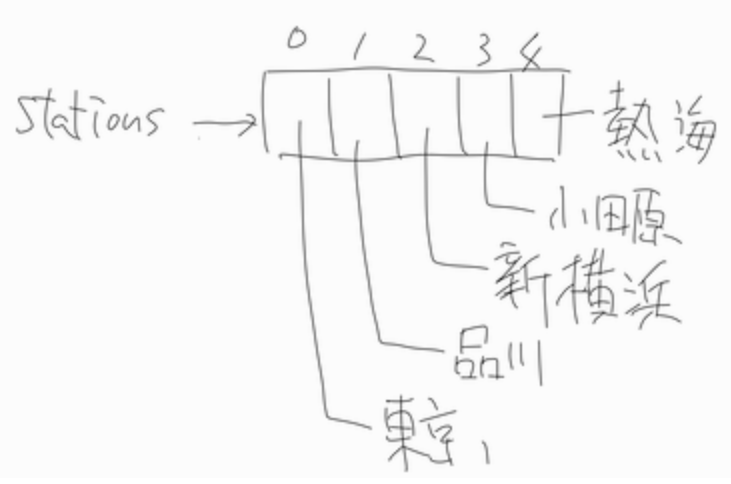 0 1 2 3 4
stations
熱海
小田原
新横浜
品川
東京